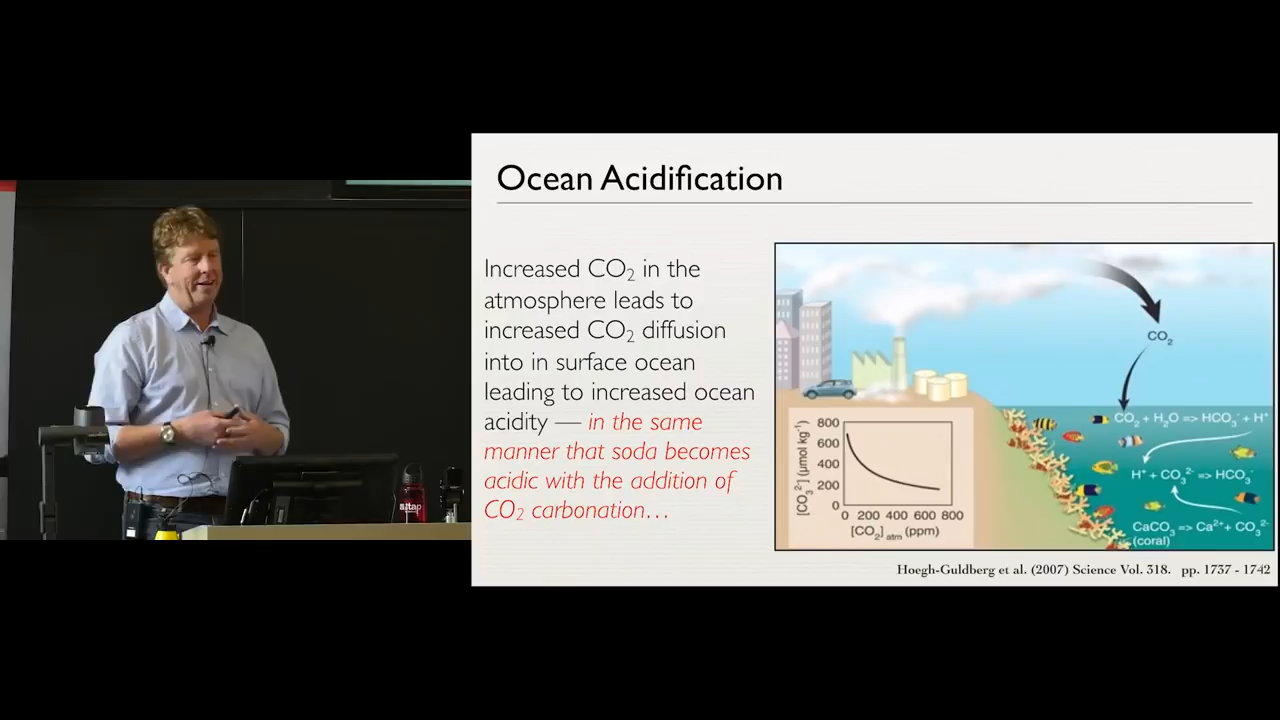 Ocean Acidification
Increased CO₂ in the
atmosphere leads to
increased CO₂ diffusion
into in surface ocean
leading to increased ocean
acidity — in the same
manner that soda becomes
acidic with the addition of
CO₂ carbonation…
CO₂
CO₂ + H₂O => HCO₃⁻ + H⁺
H⁺ + CO₃²⁻ => HCO₃⁻
CaCO₃ => Ca²⁺ + CO₃²⁻
(coral)
[CO₃²⁻] (μmol kg⁻¹)
800
600
400
200
0
0 200 400 600 800
[CO₂]atm (ppm)
Hoegh-Guldberg et al. (2007) Science Vol. 318. pp. 1737 - 1742